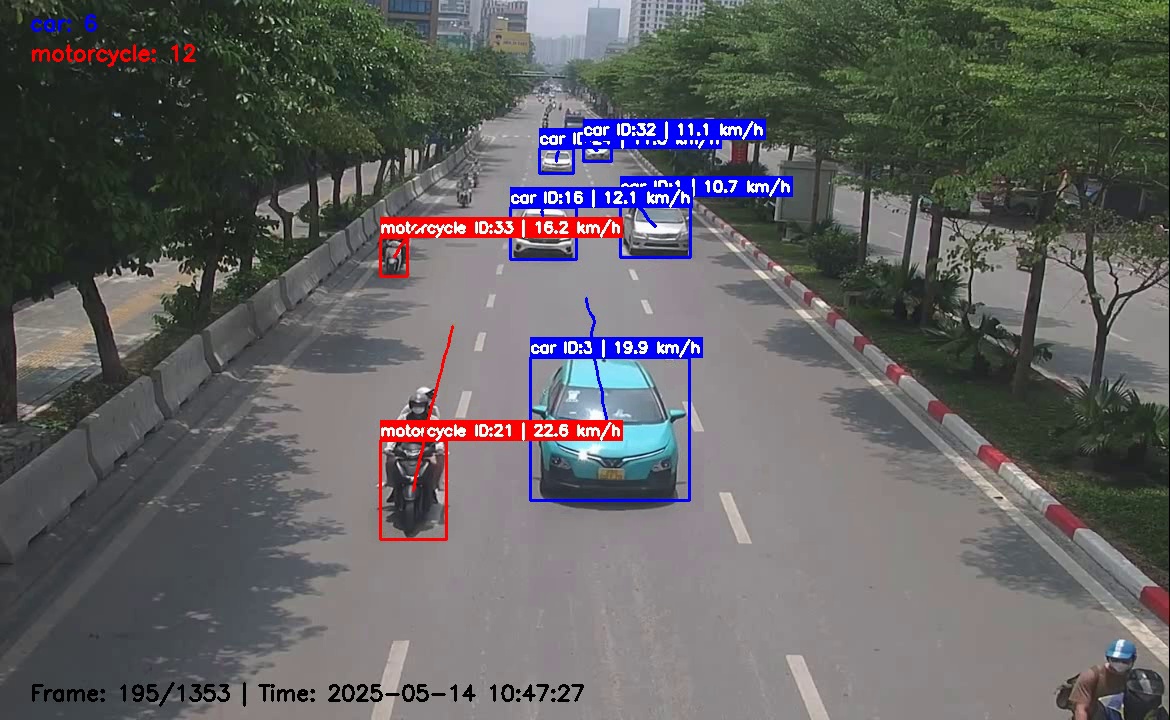 car: 6
motorcycle: 12
car ID:32 | 11.1 km/h
car ID:16 | 12.1 km/h
| 10.7 km/h
motorcycle ID:33 | 16.2 km/h
car ID:3 | 19.9 km/h
motorcycle ID:21 | 22.6 km/h
Frame: 195/1353 | Time: 2025-05-14 10:47:27